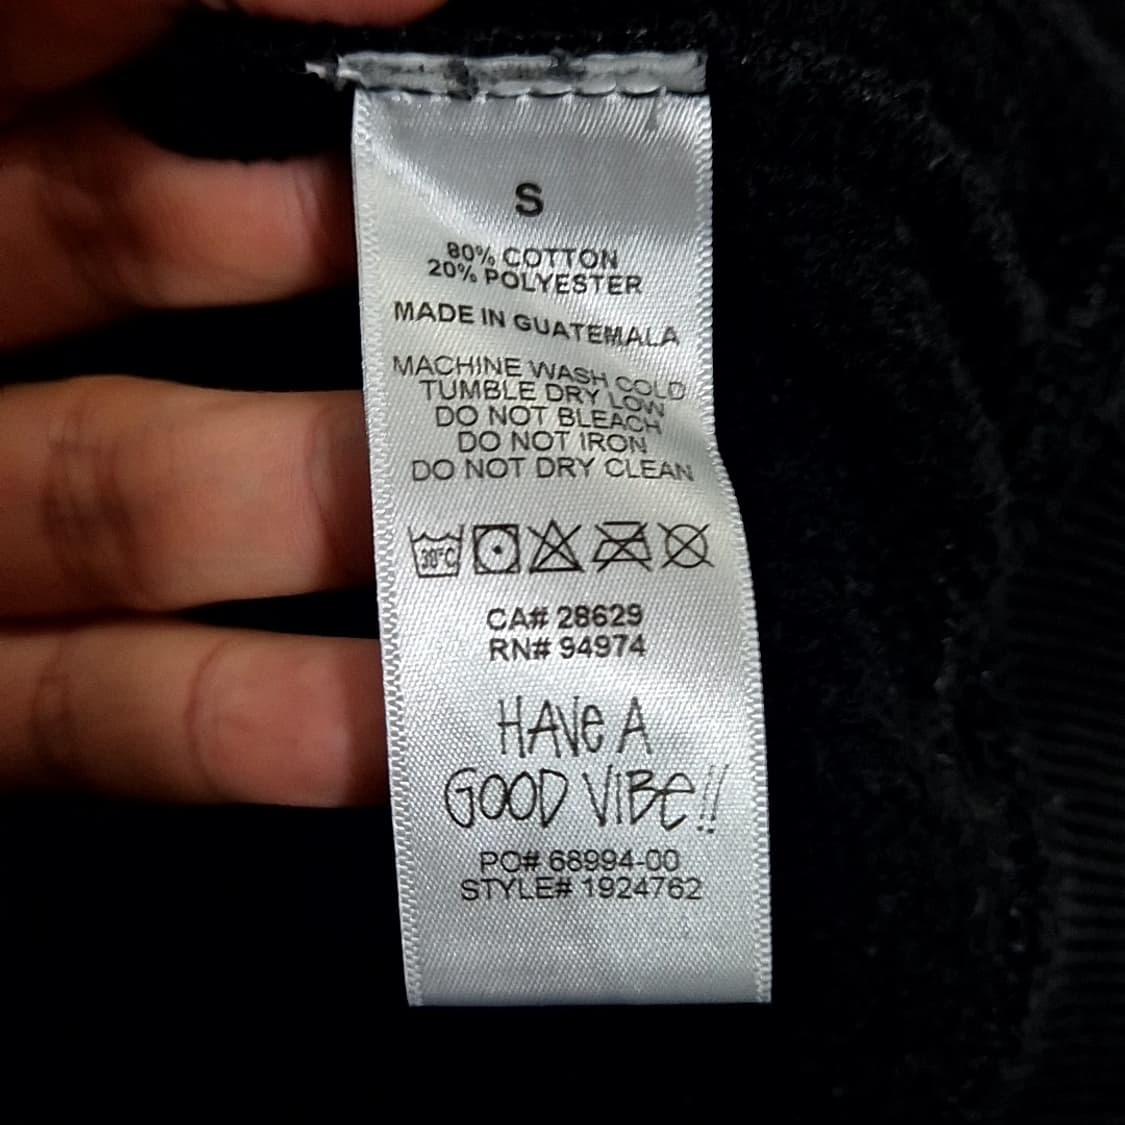 S
80% COTTON
20% POLYESTER
MADE IN GUATEMALA
MACHINE WASH COLD
TUMBLE DRY LOW
DO NOT BLEACH
DO NOT IRON
DO NOT DRY CLEAN
30°C
CA# 28629
RN# 94974
HAVe A
GOOD ViBe!!
PO# 68994-00
STYLE# 1924762